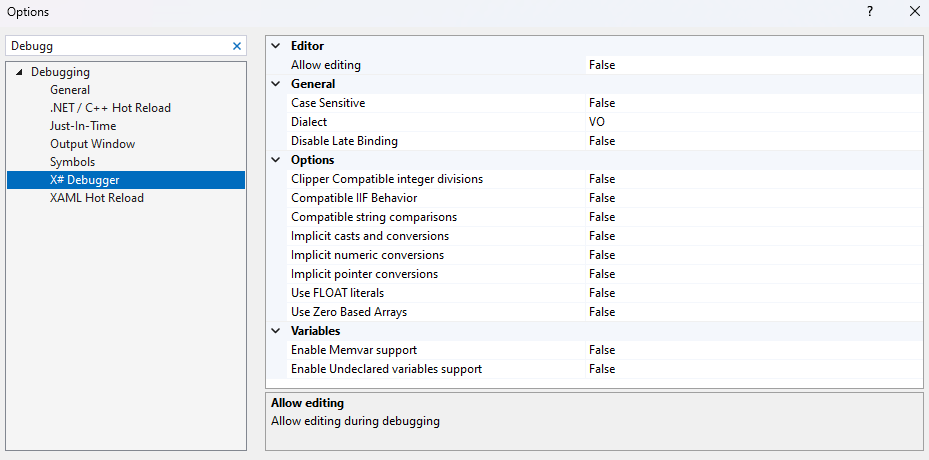 Options
?
Debugg
Debugging
General
.NET / C++ Hot Reload
Just-In-Time
Output Window
Symbols
X# Debugger
XAML Hot Reload
Editor
Allow editing False
General
Case Sensitive False
Dialect VO
Disable Late Binding False
Options
Clipper Compatible integer divisions False
Compatible IIF Behavior False
Compatible string comparisons False
Implicit casts and conversions False
Implicit numeric conversions False
Implicit pointer conversions False
Use FLOAT literals False
Use Zero Based Arrays False
Variables
Enable Memvar support False
Enable Undeclared variables support False
Allow editing
Allow editing during debugging